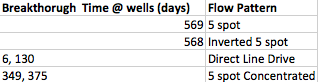 Breakthorugh Time @ wells (days) Flow Pattern
569 5 spot
568 Inverted 5 spot
6, 130 Direct Line Drive
349, 375 5 spot Concentrated